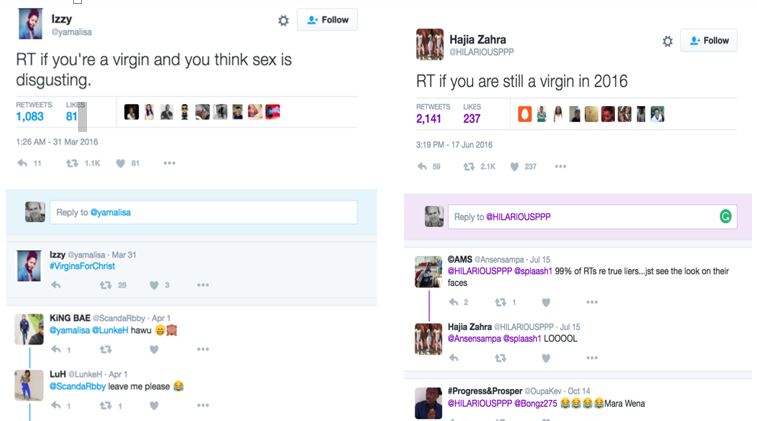 Izzy
@yamalisa
Follow
RT if you're a virgin and you think sex is
disgusting.
RETWEETS LIKES
1,083 81
1:26 AM - 31 Mar 2016
11 1.1K 81
Reply to @yamalisa
Izzy @yamalisa · Mar 31
#VirginsForChrist
29 3
KiNG BAE @ScandaRbby · Apr 1
@yamalisa @LunkeH hawu 😁🙈
1
LuH @LunkeH · Apr 1
@ScandaRbby leave me please 😂
1 1
Hajia Zahra
@HILARIOUSPPP
Follow
RT if you are still a virgin in 2016
RETWEETS LIKES
2,141 237
3:19 PM - 17 Jun 2016
59 2.1K 237
Reply to @HILARIOUSPPP
©AMS @Ansensampa · Jul 15
@HILARIOUSPPP @splaash1 99% of RTs re true liers...jst see the look on their
faces
2 1
Hajia Zahra @HILARIOUSPPP · Jul 15
@Ansensampa @splaash1 LOOOOL
#Progress&Prosper @OupaKev · Oct 14
@HILARIOUSPPP @Bongz275 😂😂😂😂Mara Wena